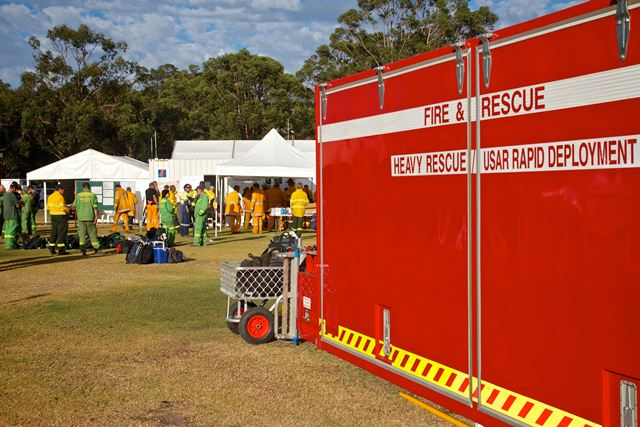 FIRE & RESCUE
HEAVY RESCUE / USAR RAPID DEPLOYMENT